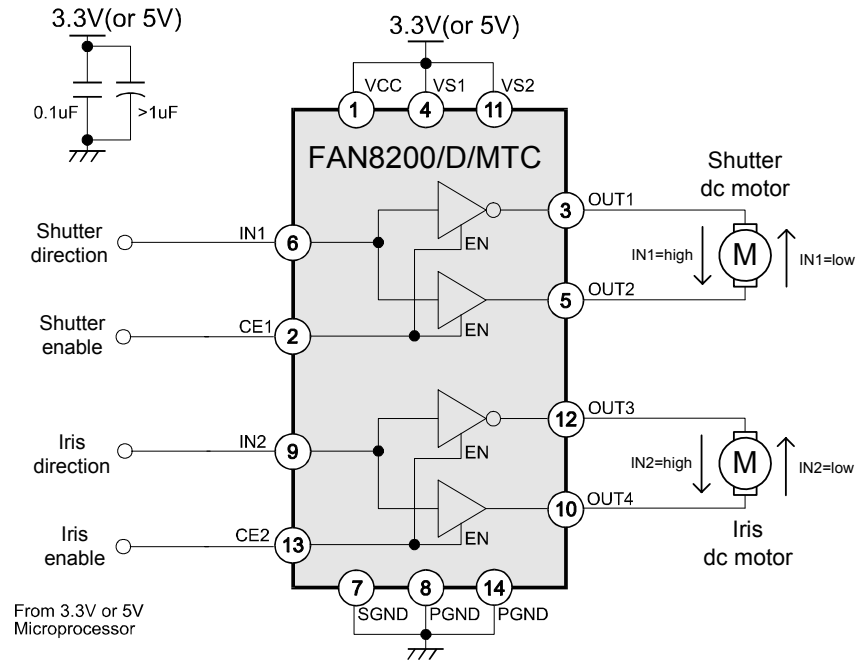 3.3V(or 5V)
0.1uF
>1uF
3.3V(or 5V)
VCC
VS1
VS2
1
4
11
FAN8200/D/MTC
Shutter
direction
IN1
6
EN
3
OUT1
Shutter
dc motor
IN1=high
M
IN1=low
Shutter
enable
CE1
2
EN
5
OUT2
Iris
direction
IN2
9
EN
12
OUT3
IN2=high
M
IN2=low
Iris
enable
CE2
13
EN
10
OUT4
Iris
dc motor
7
8
14
SGND
PGND
PGND
From 3.3V or 5V
Microprocessor